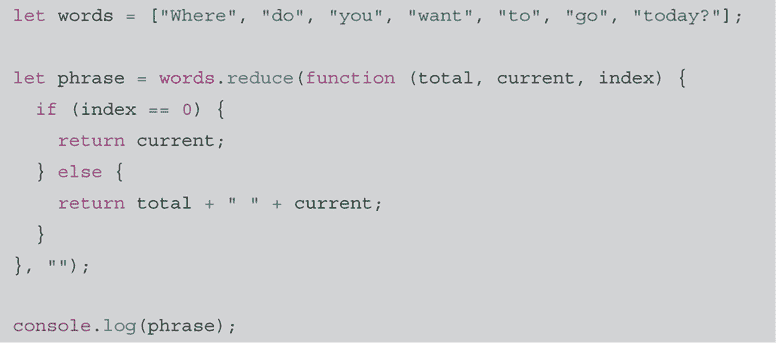 let words = ["Where", "do", "you", "want", "to", "go", "today?"];
let phrase = words.reduce(function (total, current, index) {
  if (index == 0) {
    return current;
  } else {
    return total + " " + current;
  }
}, "");
console.log(phrase);